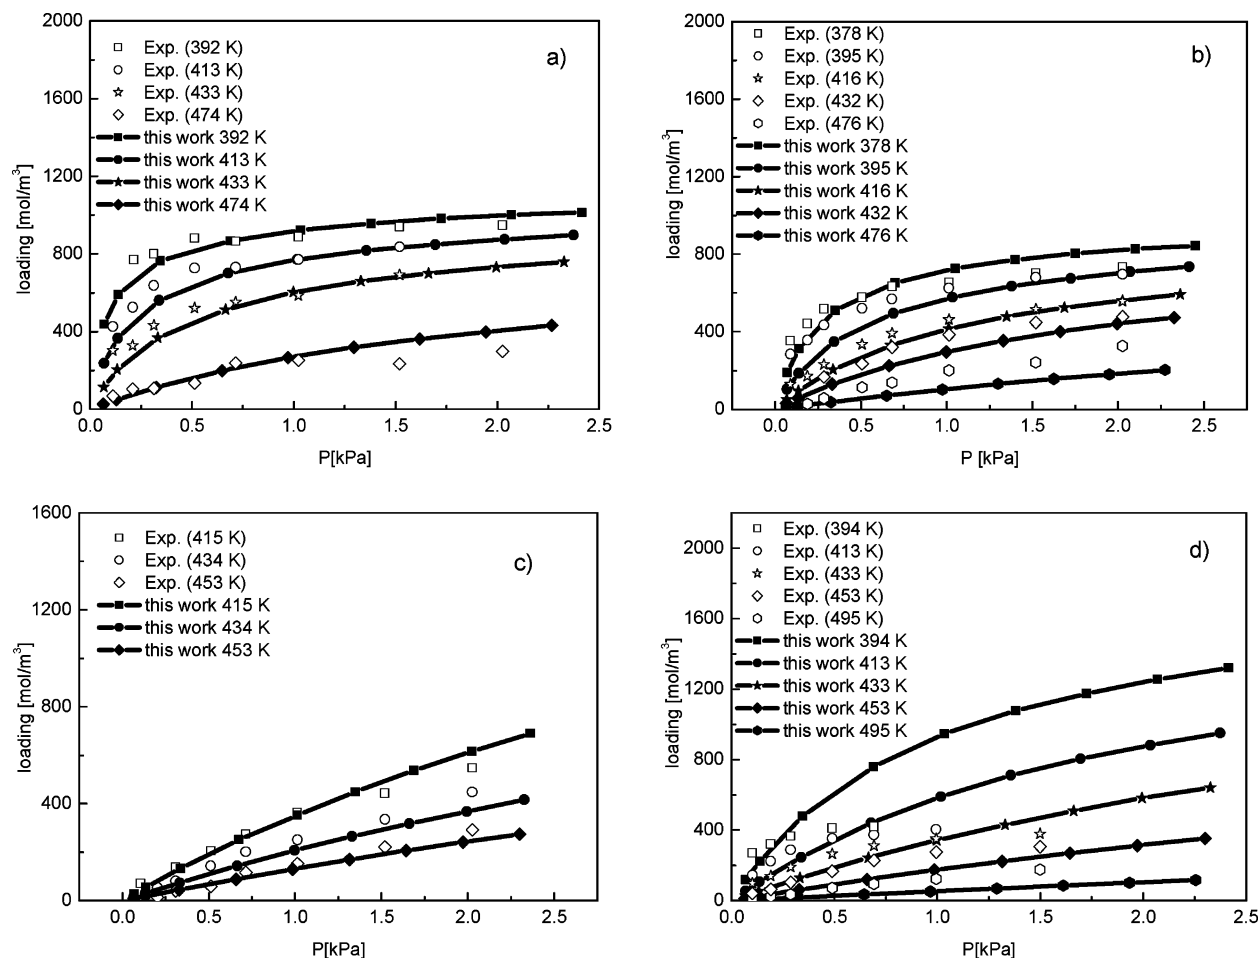 2000
1600
1200
800
400
0
loading [mol/m³]
Exp. (392 K)
Exp. (413 K)
Exp. (433 K)
Exp. (474 K)
this work 392 K
this work 413 K
this work 433 K
this work 474 K
a)
0.0 0.5 1.0 1.5 2.0 2.5
P[kPa]
2000
1600
1200
800
400
0
loading [mol/m³]
Exp. (378 K)
Exp. (395 K)
Exp. (416 K)
Exp. (432 K)
Exp. (476 K)
this work 378 K
this work 395 K
this work 416 K
this work 432 K
this work 476 K
b)
0.0 0.5 1.0 1.5 2.0 2.5
P [kPa]
1600
1200
800
400
0
loading [mol/m³]
Exp. (415 K)
Exp. (434 K)
Exp. (453 K)
this work 415 K
this work 434 K
this work 453 K
c)
0.0 0.5 1.0 1.5 2.0 2.5
P[kPa]
2000
1600
1200
800
400
0
loading [mol/m³]
Exp. (394 K)
Exp. (413 K)
Exp. (433 K)
Exp. (453 K)
Exp. (495 K)
this work 394 K
this work 413 K
this work 433 K
this work 453 K
this work 495 K
d)
0.0 0.5 1.0 1.5 2.0 2.5
P[kPa]